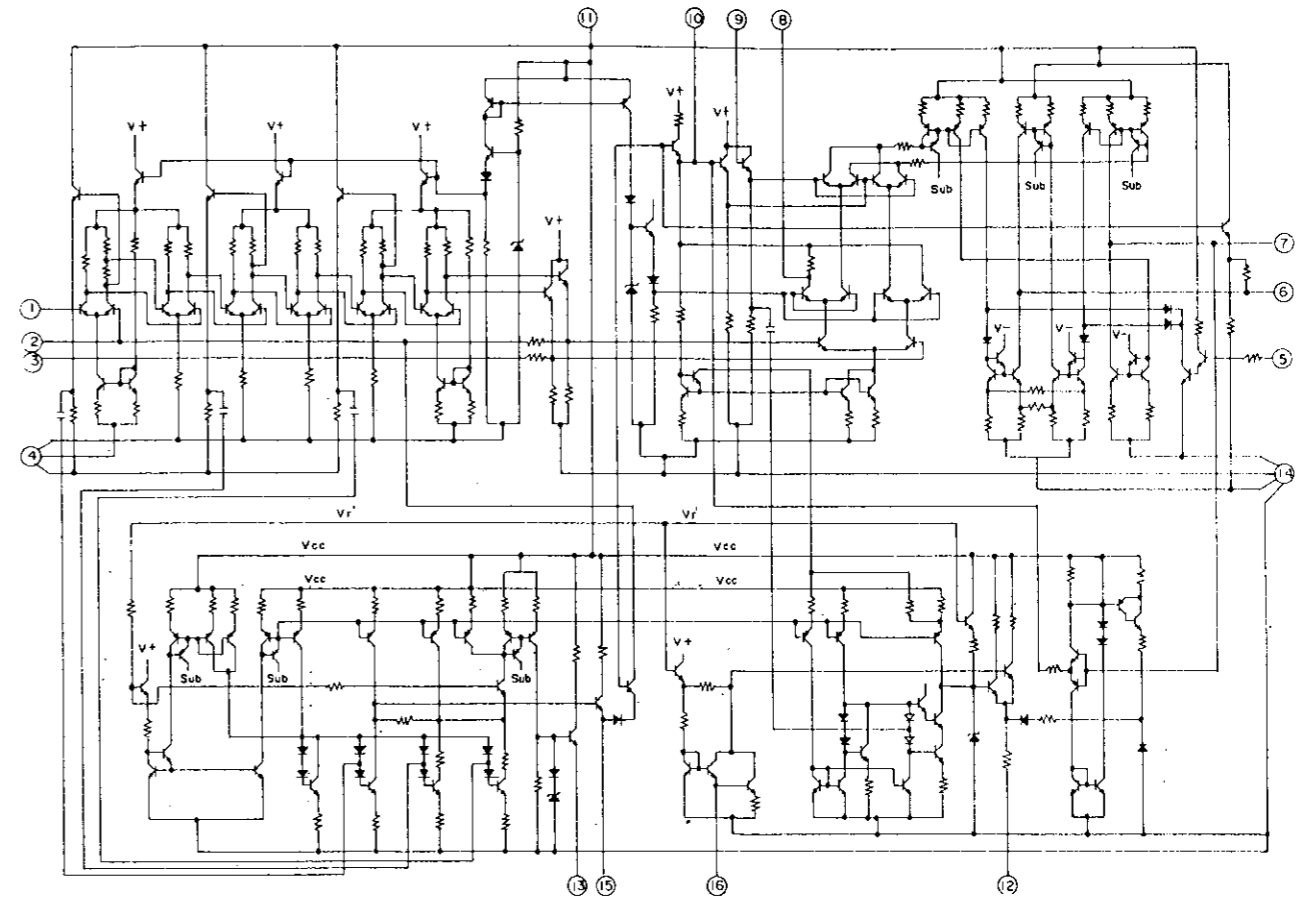 11 10 9 8
V+
V+ V+ V+ V+
Sub Sub Sub
V+
7
1 6
2 V- V- V-
3 5
4 14
Vr' Vr'
Vcc Vcc
Vcc Vcc
V+ V+
Sub Sub Sub
13 15 16 12